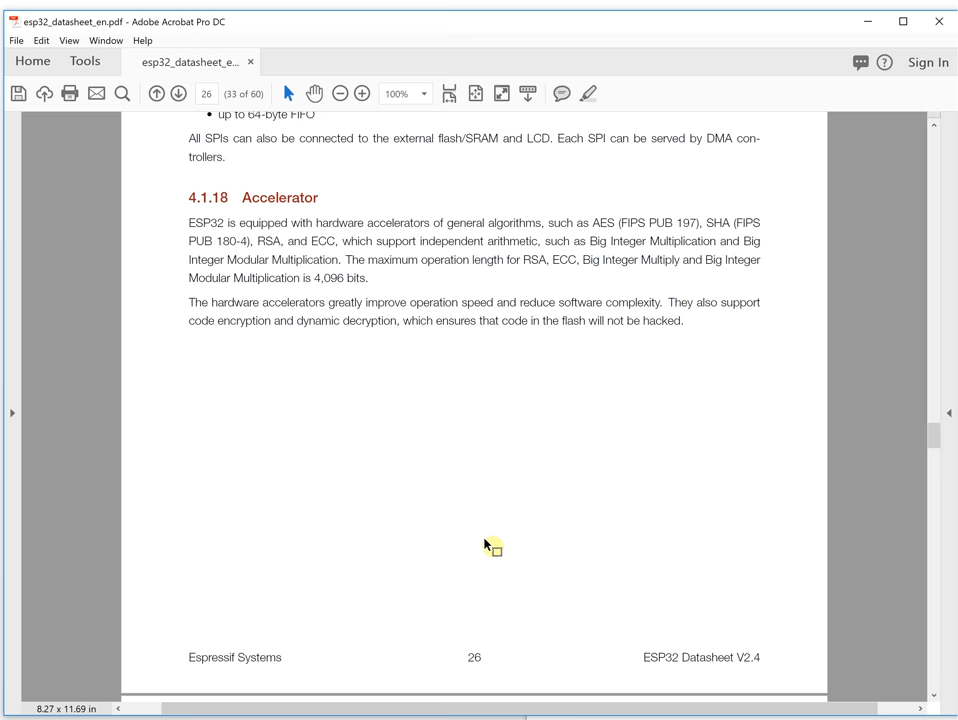 esp32_datasheet_en.pdf - Adobe Acrobat Pro DC
File Edit View Window Help
Home Tools esp32_datasheet_e... × Sign In
26 (33 of 60) 100%
• up to 64-byte FIFO
All SPIs can also be connected to the external flash/SRAM and LCD. Each SPI can be served by DMA con-
trollers.
4.1.18 Accelerator
ESP32 is equipped with hardware accelerators of general algorithms, such as AES (FIPS PUB 197), SHA (FIPS
PUB 180-4), RSA, and ECC, which support independent arithmetic, such as Big Integer Multiplication and Big
Integer Modular Multiplication. The maximum operation length for RSA, ECC, Big Integer Multiply and Big Integer
Modular Multiplication is 4,096 bits.
The hardware accelerators greatly improve operation speed and reduce software complexity. They also support
code encryption and dynamic decryption, which ensures that code in the flash will not be hacked.
Espressif Systems 26 ESP32 Datasheet V2.4
8.27 x 11.69 in